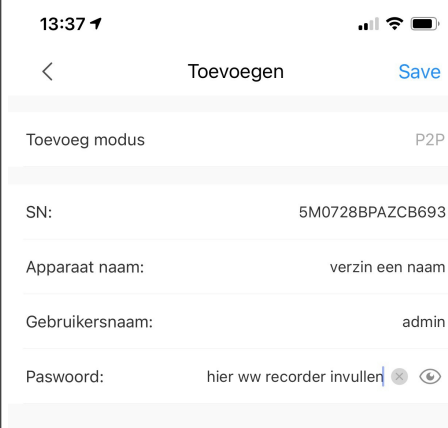 13:37
Toevoegen Save
Toevoeg modus P2P
SN: 5M0728BPAZCB693
Apparaat naam: verzin een naam
Gebruikersnaam: admin
Paswoord: hier ww recorder invullen